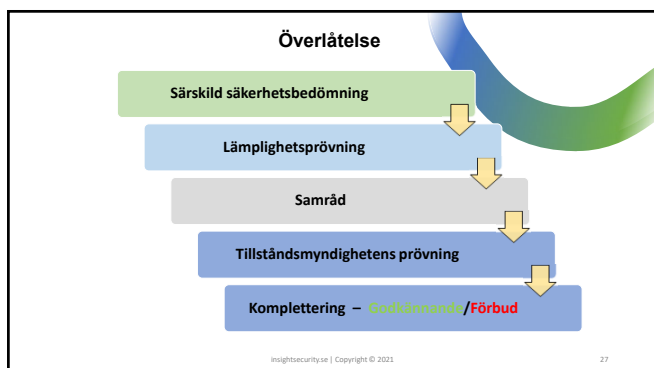 Överlåtelse
Särskild säkerhetsbedömning
Lämplighetsprövning
Samråd
Tillståndsmyndighetens prövning
Komplettering – Godkännande/Förbud
insightsecurity.se | Copyright © 2021
27